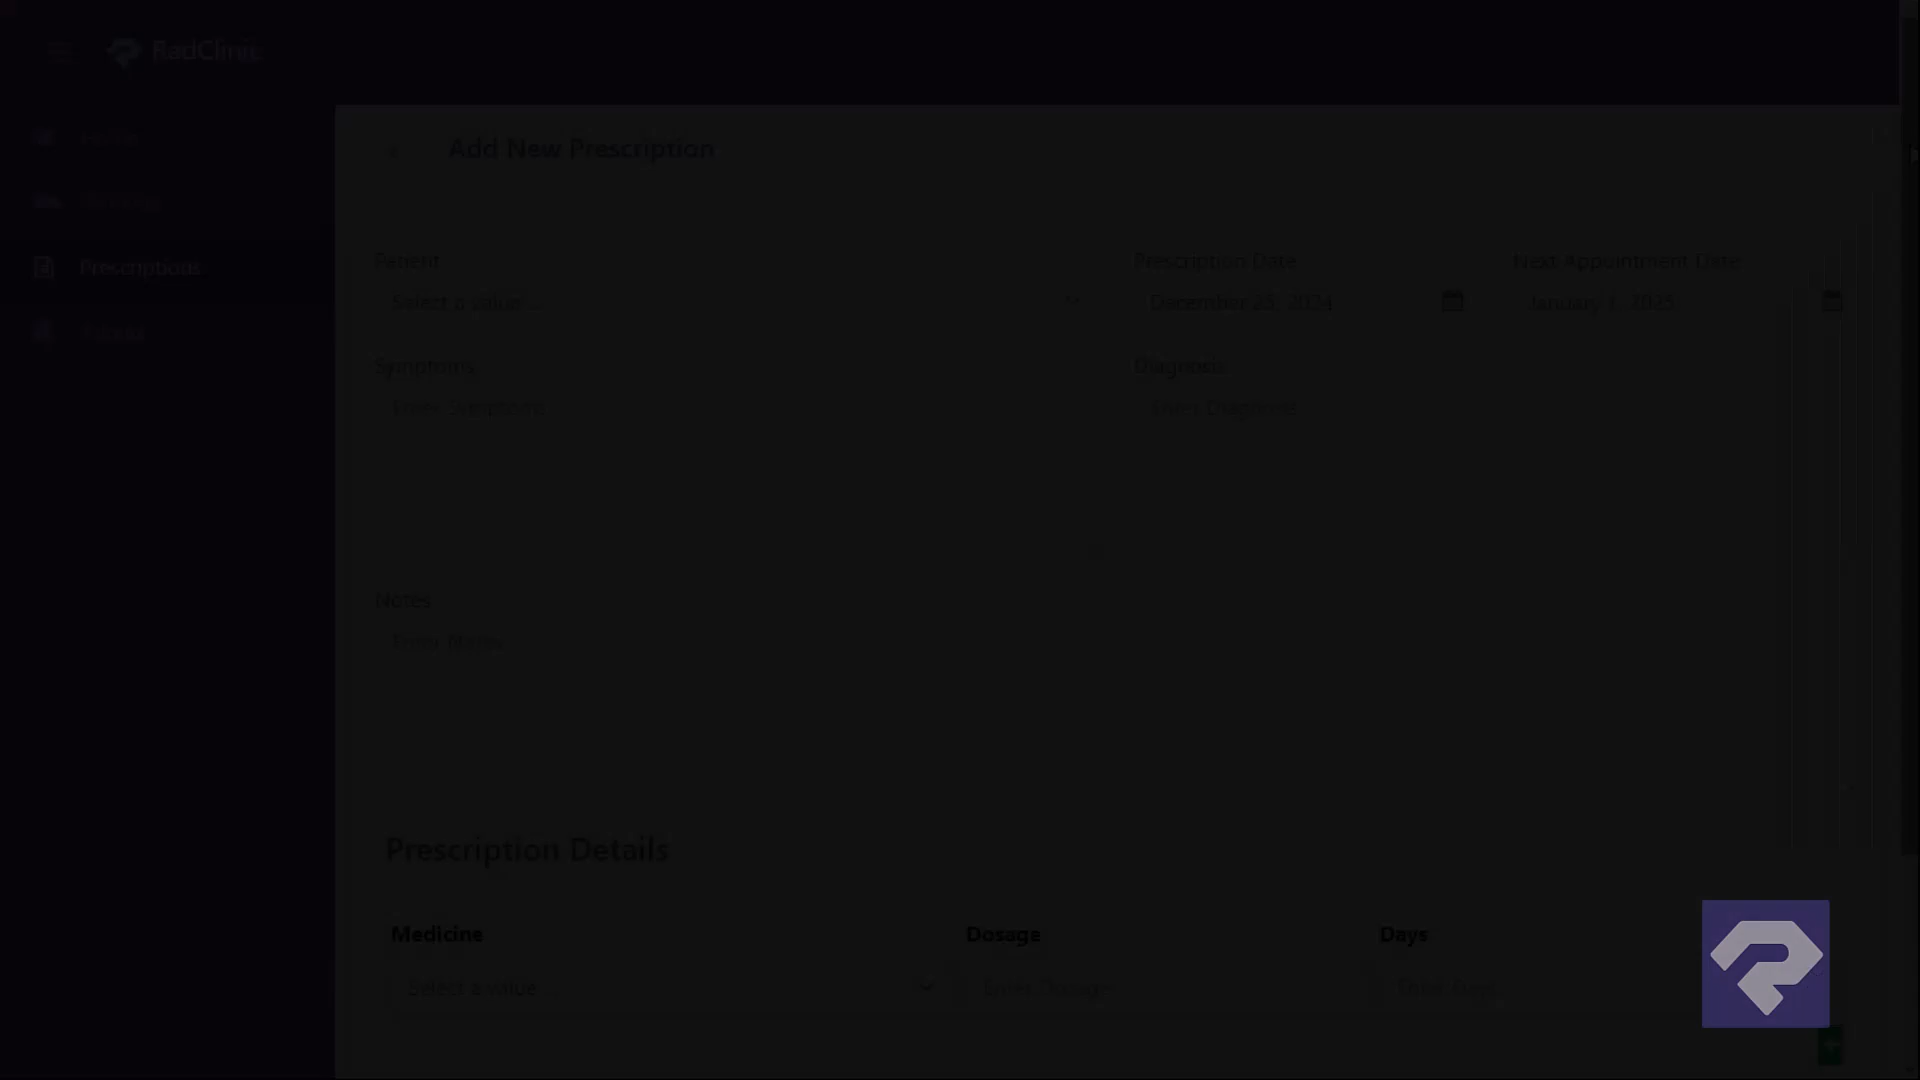 RadClinic
Add New Prescription
Prescriptions
Patient
Prescription Date
Next Appointment Date
Select a value ...
December 25, 2024
January 1, 2025
Symptoms
Diagnosis
Enter Symptoms
Enter Diagnosis
Notes
Enter Notes
Prescription Details
Medicine
Dosage
Days
Select a value ...
Enter Dosage
Enter Days